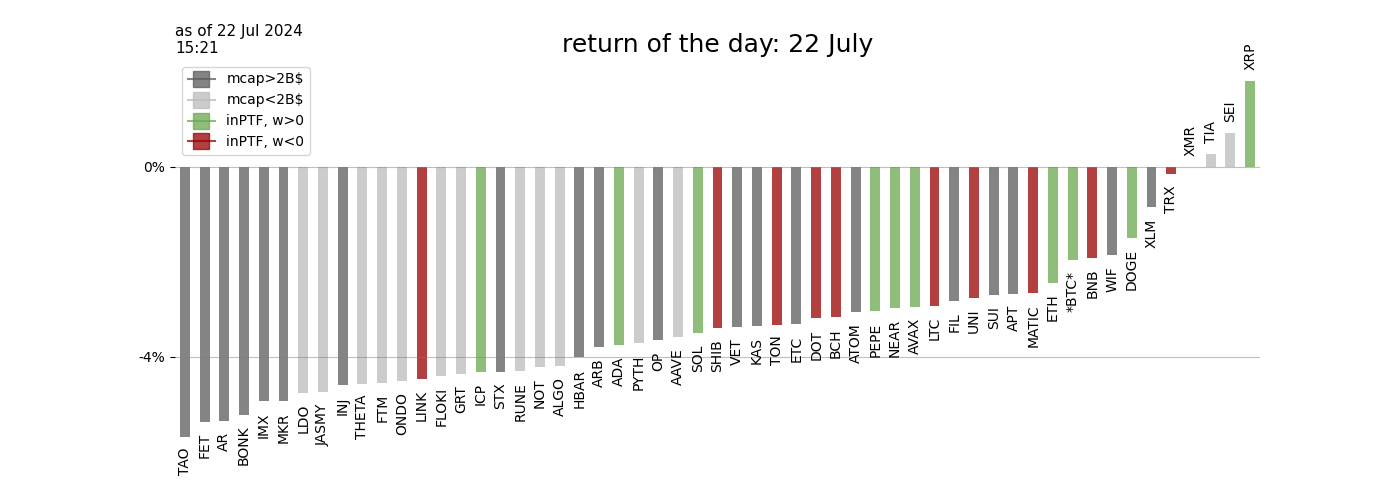 as of 22 Jul 2024
15:21
return of the day: 22 July
mcap>2B$
mcap<2B$
inPTF, w>0
inPTF, w<0
0%
-4%
TAO
FET
AR
BONK
IMX
MKR
LDO
JASMY
INJ
THETA
FTM
ONDO
LINK
FLOKI
GRT
ICP
STX
RUNE
NOT
ALGO
HBAR
ARB
ADA
PYTH
OP
AAVE
SOL
SHIB
VET
KAS
TON
ETC
DOT
BCH
ATOM
PEPE
NEAR
AVAX
LTC
FIL
UNI
SUI
APT
MATIC
ETH
*BTC*
BNB
WIF
DOGE
XLM
TRX
XMR
TIA
SEI
XRP